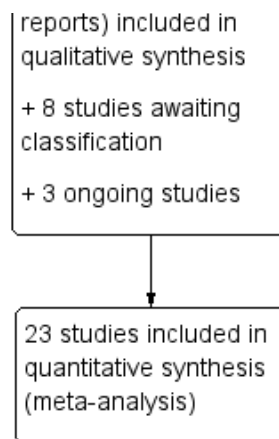 reports) included in
qualitative synthesis
+ 8 studies awaiting
classification
+ 3 ongoing studies
23 studies included in
quantitative synthesis
(meta-analysis)